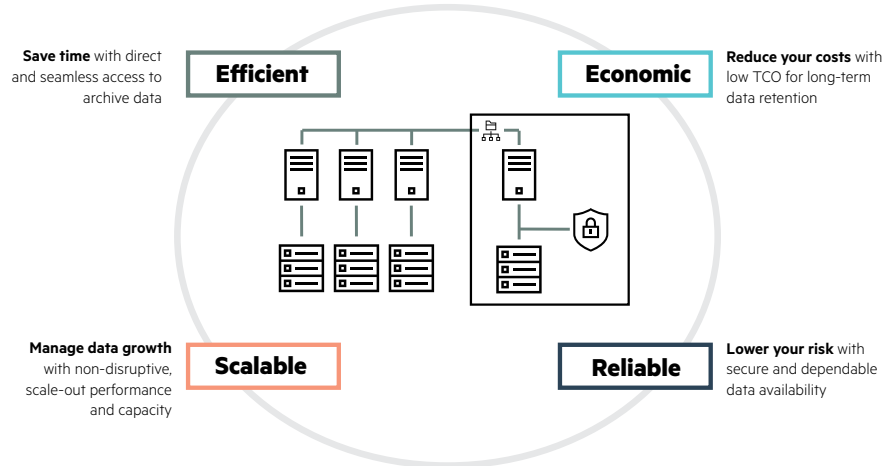 Save time with direct
and seamless access to
archive data
Efficient
Economic
Reduce your costs with
low TCO for long-term
data retention
Manage data growth
with non-disruptive,
scale-out performance
and capacity
Scalable
Reliable
Lower your risk with
secure and dependable
data availability